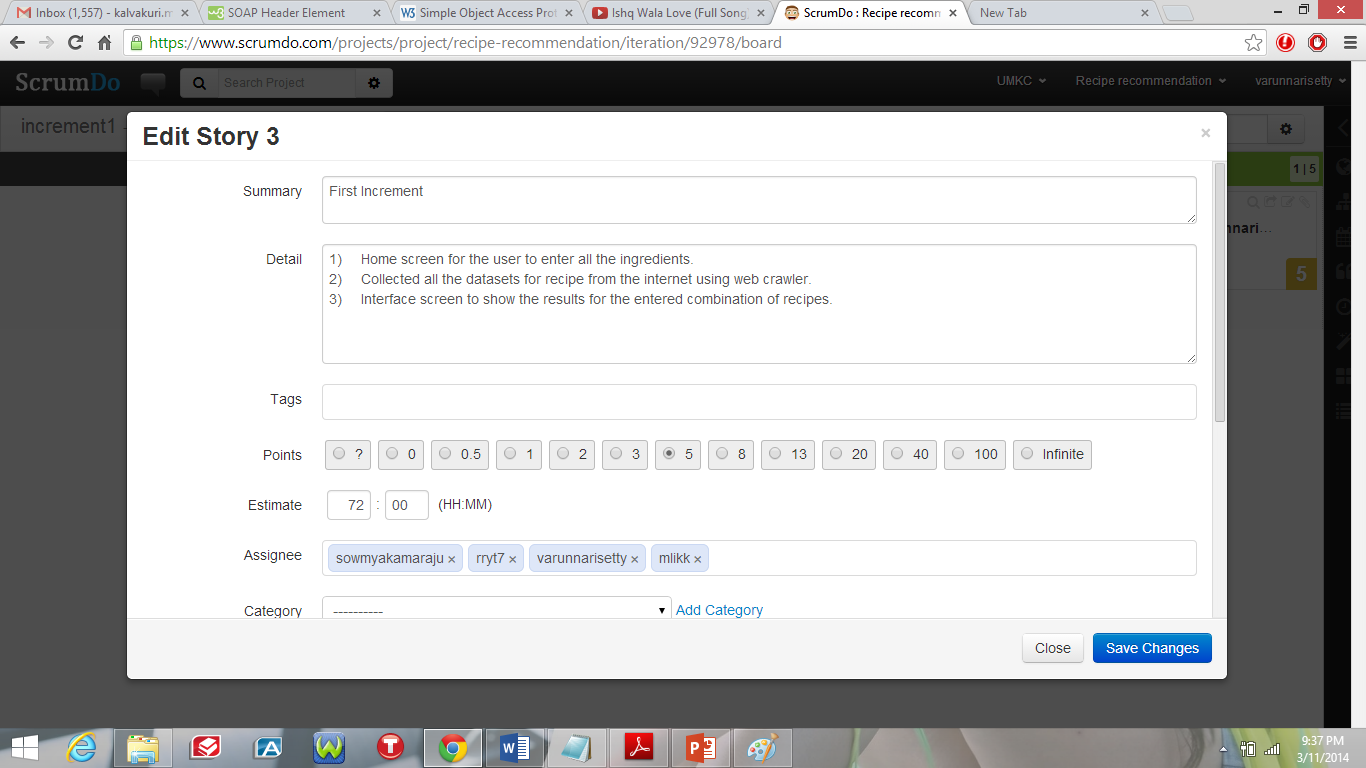 Inbox (1,557) - kalvakuri.m
SOAP Header Element
Simple Object Access Prot
Ishq Wala Love (Full Song)
ScrumDo : Recipe recomm
New Tab
https://www.scrumdo.com/projects/project/recipe-recommendation/iteration/92978/board
ScrumDo
Search Project
UMKC
Recipe recommendation
varunnarisetty
increment1 -
Edit Story 3
×
1 | 5
nnari...
5
Summary
First Increment
Detail
1) Home screen for the user to enter all the ingredients.
2) Collected all the datasets for recipe from the internet using web crawler.
3) Interface screen to show the results for the entered combination of recipes.
Tags
Points
? 0 0.5 1 2 3 5 8 13 20 40 100 Infinite
Estimate
72 : 00 (HH:MM)
Assignee
sowmyakamaraju × rryt7 × varunnarisetty × mlikk ×
Category
---------- Add Category
Close
Save Changes
9:37 PM
3/11/2014